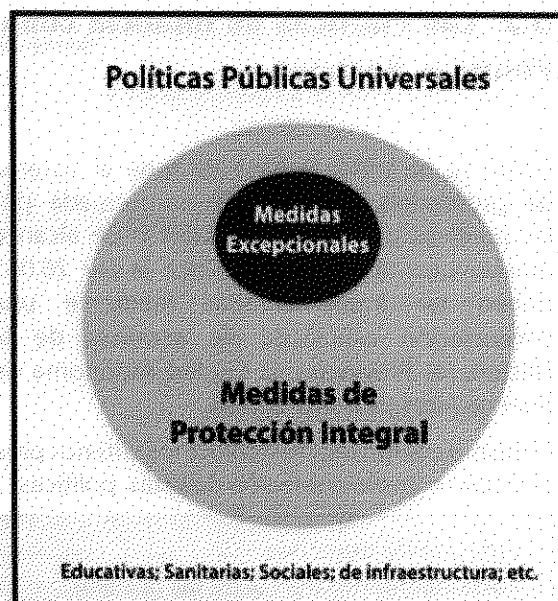 Políticas Públicas Universales
Medidas
Excepcionales
Medidas de
Protección Integral
Educativas; Sanitarias; Sociales; de infraestructura; etc.